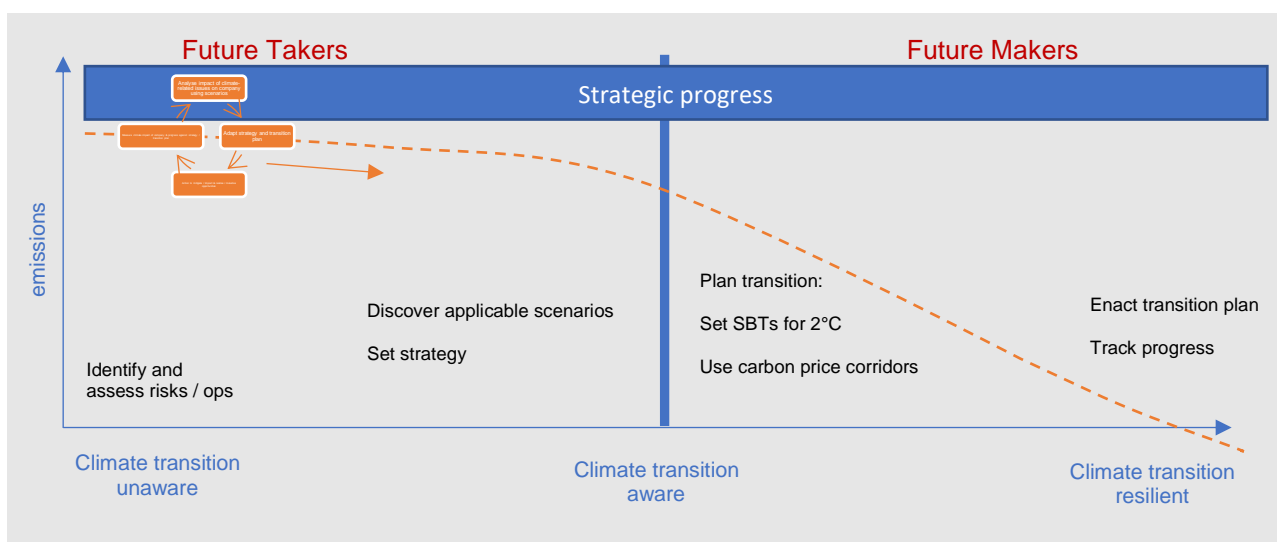 Future Takers
Future Makers
Strategic progress
Analyse impact of climate-
related issues on company
using scenarios
Adapt strategy and transition
plan
emissions
Discover applicable scenarios
Set strategy
Identify and
assess risks / ops
Plan transition:
Set SBTs for 2°C
Use carbon price corridors
Enact transition plan
Track progress
Climate transition
unaware
Climate transition
aware
Climate transition
resilient